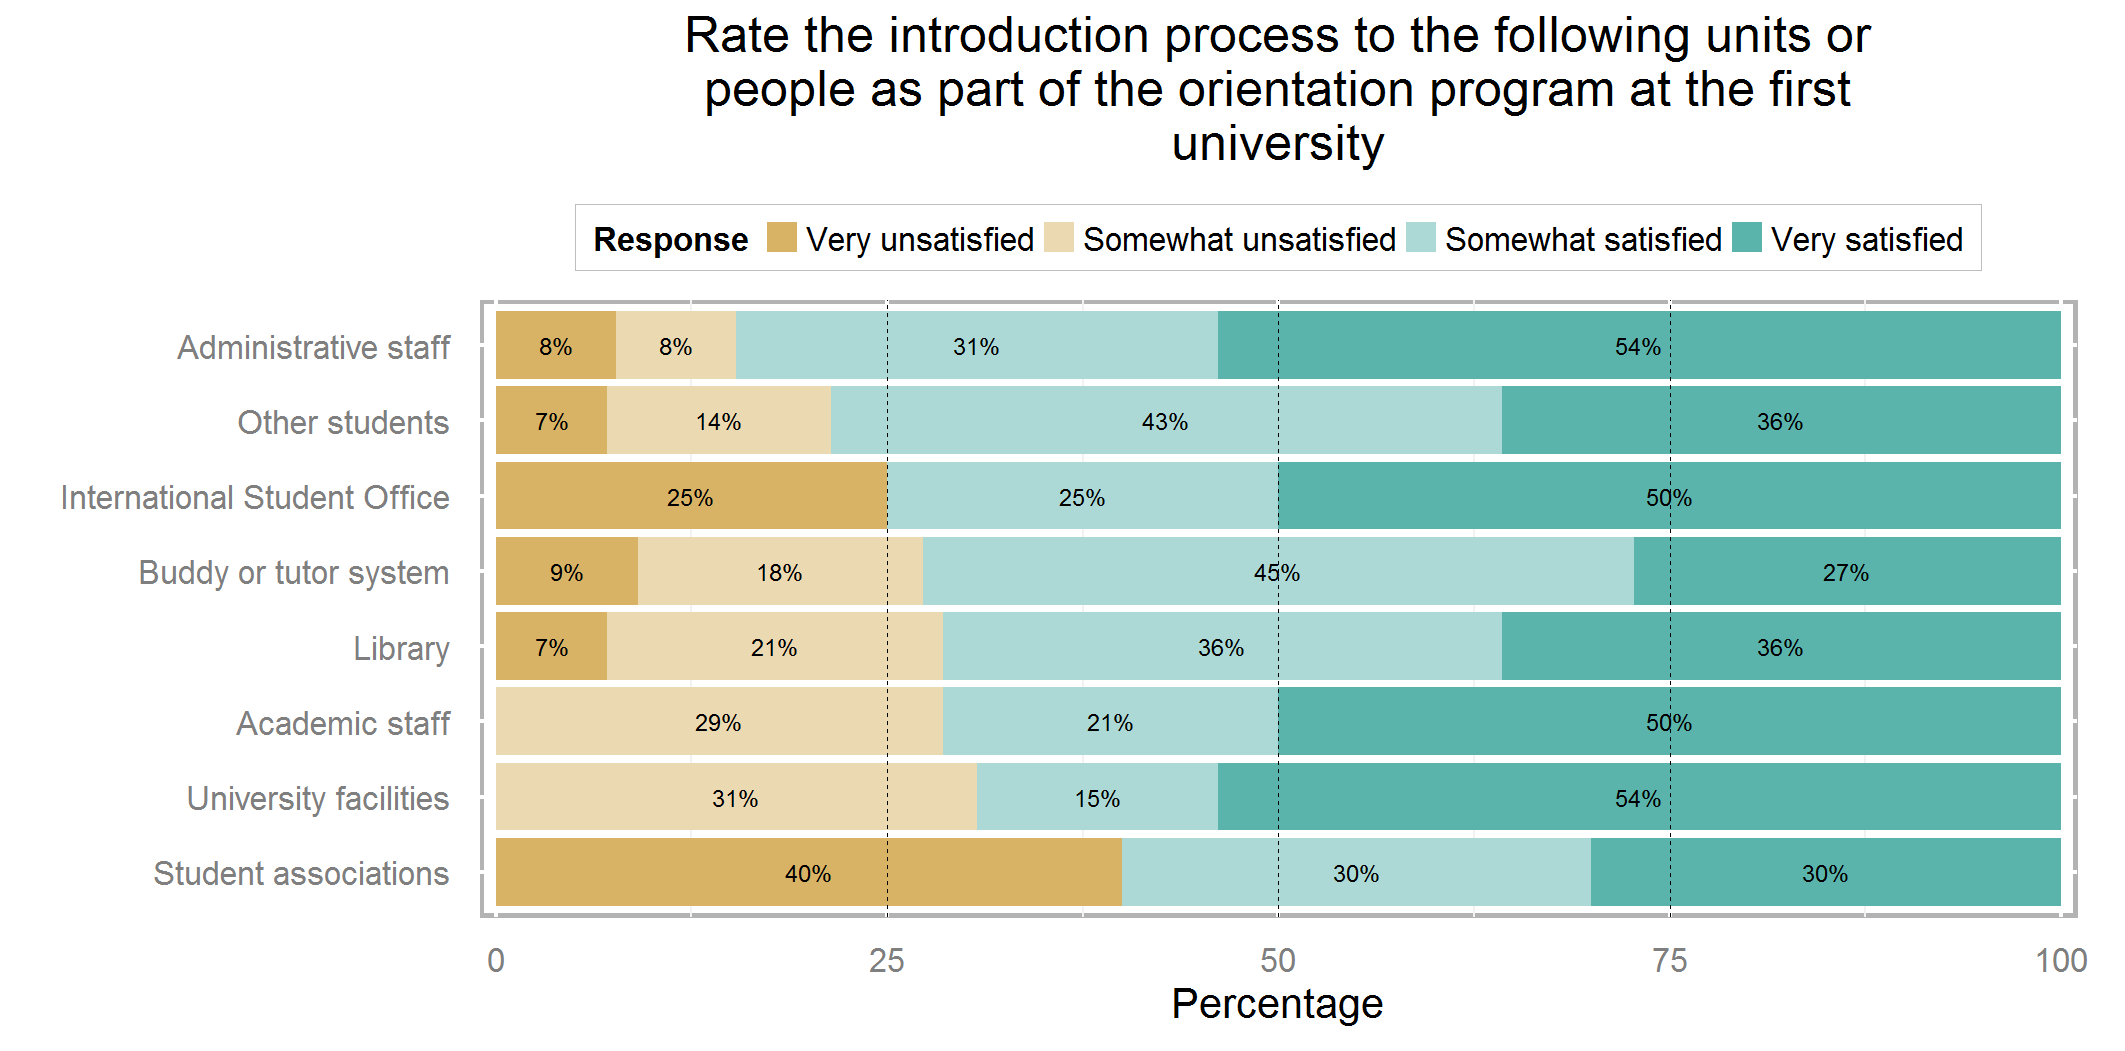 Rate the introduction process to the following units or
people as part of the orientation program at the first
university
Response Very unsatisfied Somewhat unsatisfied Somewhat satisfied Very satisfied
Administrative staff 8% 8% 31% 54%
Other students 7% 14% 43% 36%
International Student Office 25% 25% 50%
Buddy or tutor system 9% 18% 45% 27%
Library 7% 21% 36% 36%
Academic staff 29% 21% 50%
University facilities 31% 15% 54%
Student associations 40% 30% 30%
0 25 50 75 100
Percentage